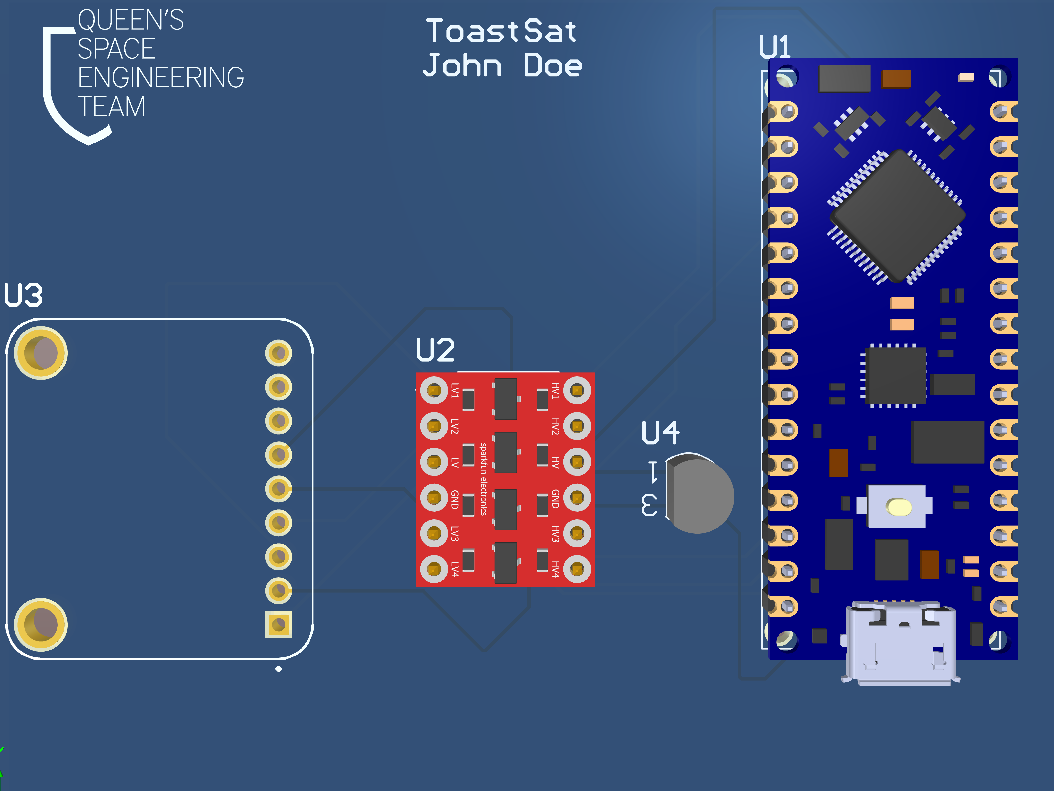 QUEEN'S
SPACE
ENGINEERING
TEAM
ToastSat
John Doe
U1
U3
U2
LV1
LV2
LV
GND
LV3
LV4
sparkfun electronics
HV1
HV2
HV
GND
HV3
HV4
U4
1
3